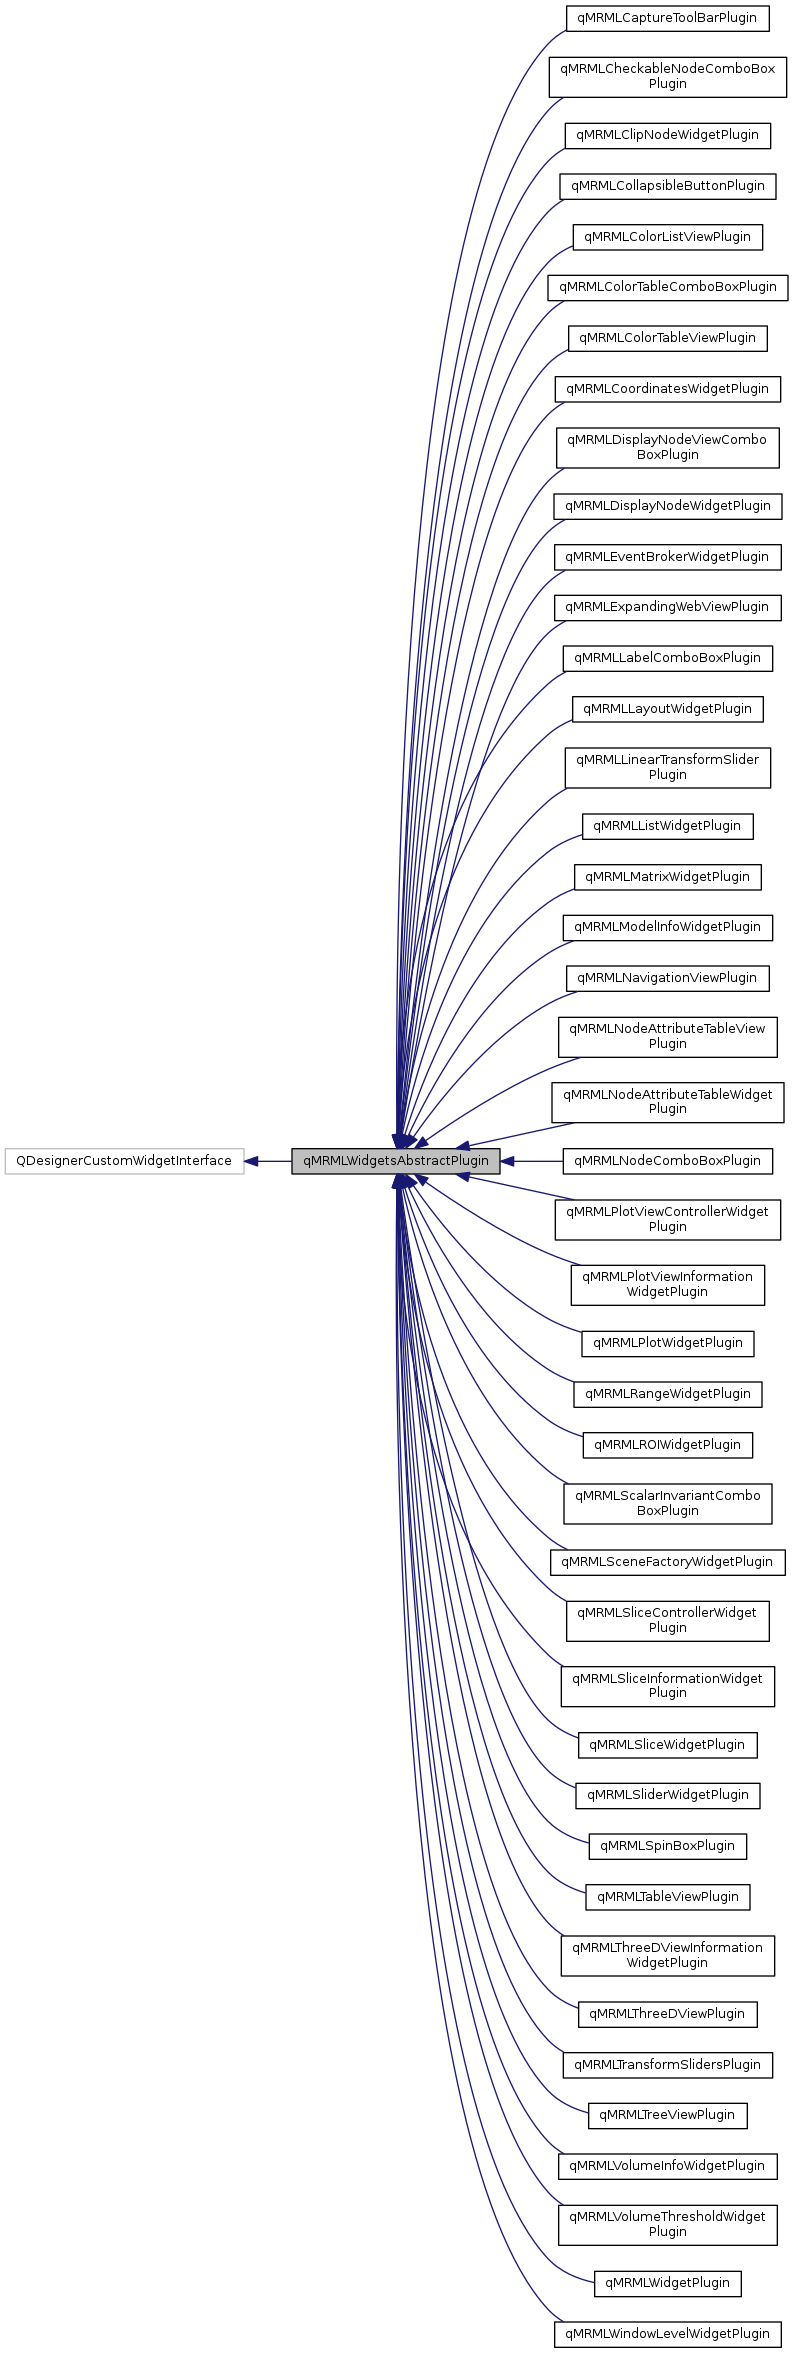 qMRMLCaptureToolBarPlugin
qMRMLCheckableNodeComboBox
Plugin
qMRMLClipNodeWidgetPlugin
qMRMLCollapsibleButtonPlugin
qMRMLColorListViewPlugin
qMRMLColorTableComboBoxPlugin
qMRMLColorTableViewPlugin
qMRMLCoordinatesWidgetPlugin
qMRMLDisplayNodeViewCombo
BoxPlugin
qMRMLDisplayNodeWidgetPlugin
qMRMLEventBrokerWidgetPlugin
qMRMLExpandingWebViewPlugin
qMRMLLabelComboBoxPlugin
qMRMLLayoutWidgetPlugin
qMRMLLinearTransformSlider
Plugin
qMRMLListWidgetPlugin
qMRMLMatrixWidgetPlugin
qMRMLModelInfoWidgetPlugin
qMRMLNavigationViewPlugin
qMRMLNodeAttributeTableView
Plugin
qMRMLNodeAttributeTableWidget
Plugin
QDesignerCustomWidgetInterface
qMRMLWidgetsAbstractPlugin
qMRMLNodeComboBoxPlugin
qMRMLPlotViewControllerWidget
Plugin
qMRMLPlotViewInformation
WidgetPlugin
qMRMLPlotWidgetPlugin
qMRMLRangeWidgetPlugin
qMRMLROIWidgetPlugin
qMRMLScalarInvariantCombo
BoxPlugin
qMRMLSceneFactoryWidgetPlugin
qMRMLSliceControllerWidget
Plugin
qMRMLSliceInformationWidget
Plugin
qMRMLSliceWidgetPlugin
qMRMLSliderWidgetPlugin
qMRMLSpinBoxPlugin
qMRMLTableViewPlugin
qMRMLThreeDViewInformation
WidgetPlugin
qMRMLThreeDViewPlugin
qMRMLTransformSlidersPlugin
qMRMLTreeViewPlugin
qMRMLVolumeInfoWidgetPlugin
qMRMLVolumeThresholdWidget
Plugin
qMRMLWidgetPlugin
qMRMLWindowLevelWidgetPlugin